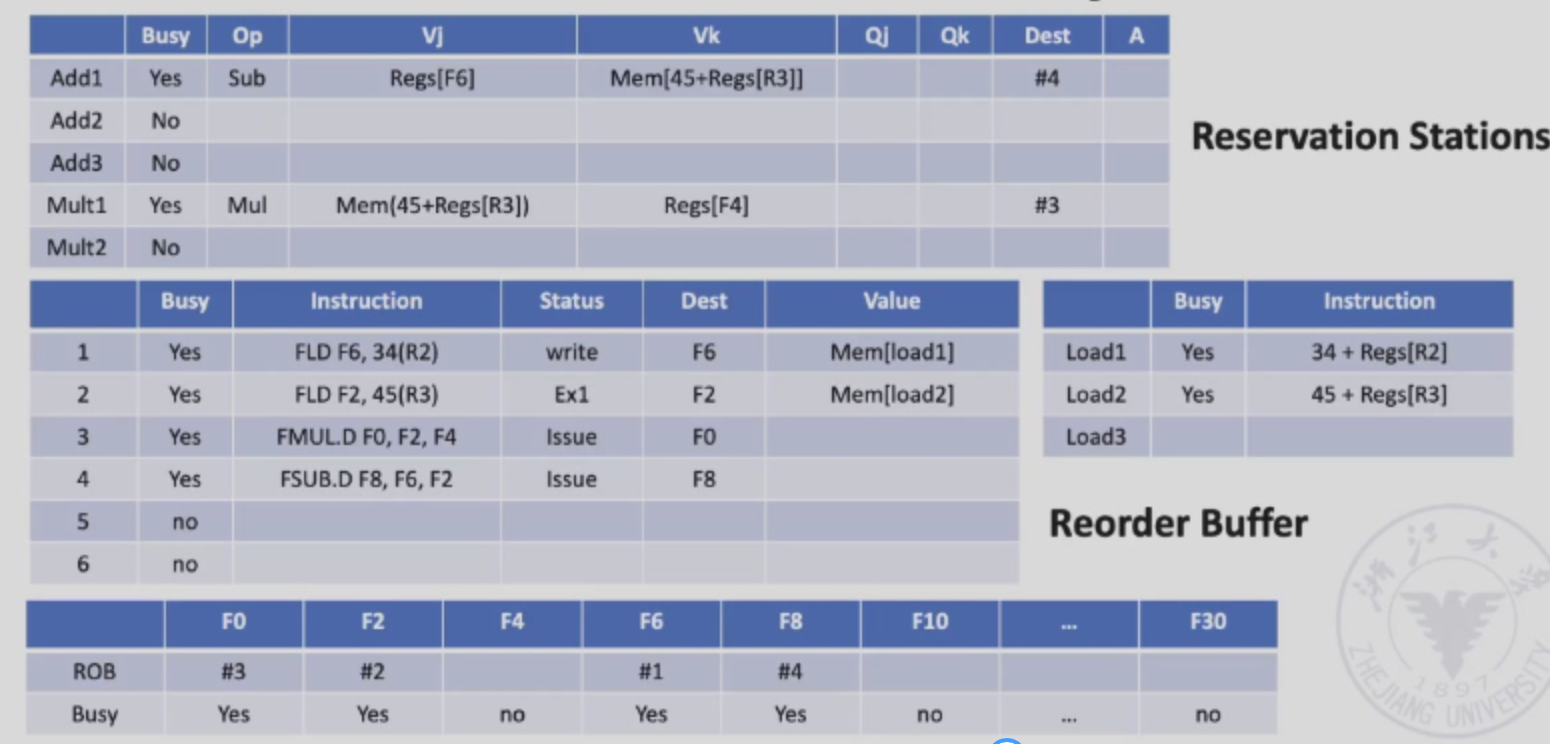 Busy Op Vj Vk Qj Qk Dest A
Add1 Yes Sub Regs[F6] Mem[45+Regs[R3]] #4
Add2 No
Add3 No
Mult1 Yes Mul Mem(45+Regs[R3]) Regs[F4] #3
Mult2 No
Reservation Stations
Busy Instruction Status Dest Value
1 Yes FLD F6, 34(R2) write F6 Mem[load1]
2 Yes FLD F2, 45(R3) Ex1 F2 Mem[load2]
3 Yes FMUL.D F0, F2, F4 Issue F0
4 Yes FSUB.D F8, F6, F2 Issue F8
5 no
6 no
Busy Instruction
Load1 Yes 34 + Regs[R2]
Load2 Yes 45 + Regs[R3]
Load3
Reorder Buffer
F0 F2 F4 F6 F8 F10 ... F30
ROB #3 #2 #1 #4
Busy Yes Yes no Yes Yes no ... no
浙江大
1897
ZHEJIANG UNIVERSITY